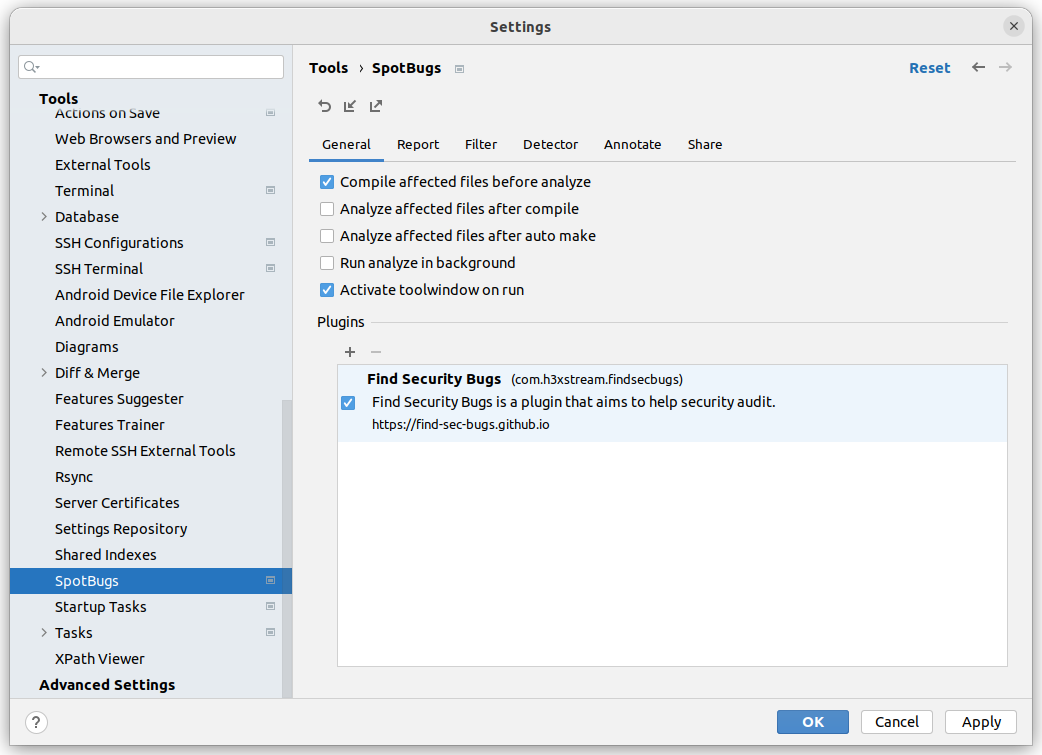 Settings
Tools
Actions on Save
Web Browsers and Preview
External Tools
Terminal
Database
SSH Configurations
SSH Terminal
Android Device File Explorer
Android Emulator
Diagrams
Diff & Merge
Features Suggester
Features Trainer
Remote SSH External Tools
Rsync
Server Certificates
Settings Repository
Shared Indexes
SpotBugs
Startup Tasks
Tasks
XPath Viewer
Advanced Settings
Tools › SpotBugs
Reset
General Report Filter Detector Annotate Share
Compile affected files before analyze
Analyze affected files after compile
Analyze affected files after auto make
Run analyze in background
Activate toolwindow on run
Plugins
Find Security Bugs (com.h3xstream.findsecbugs)
Find Security Bugs is a plugin that aims to help security audit.
https://find-sec-bugs.github.io
?
OK Cancel Apply